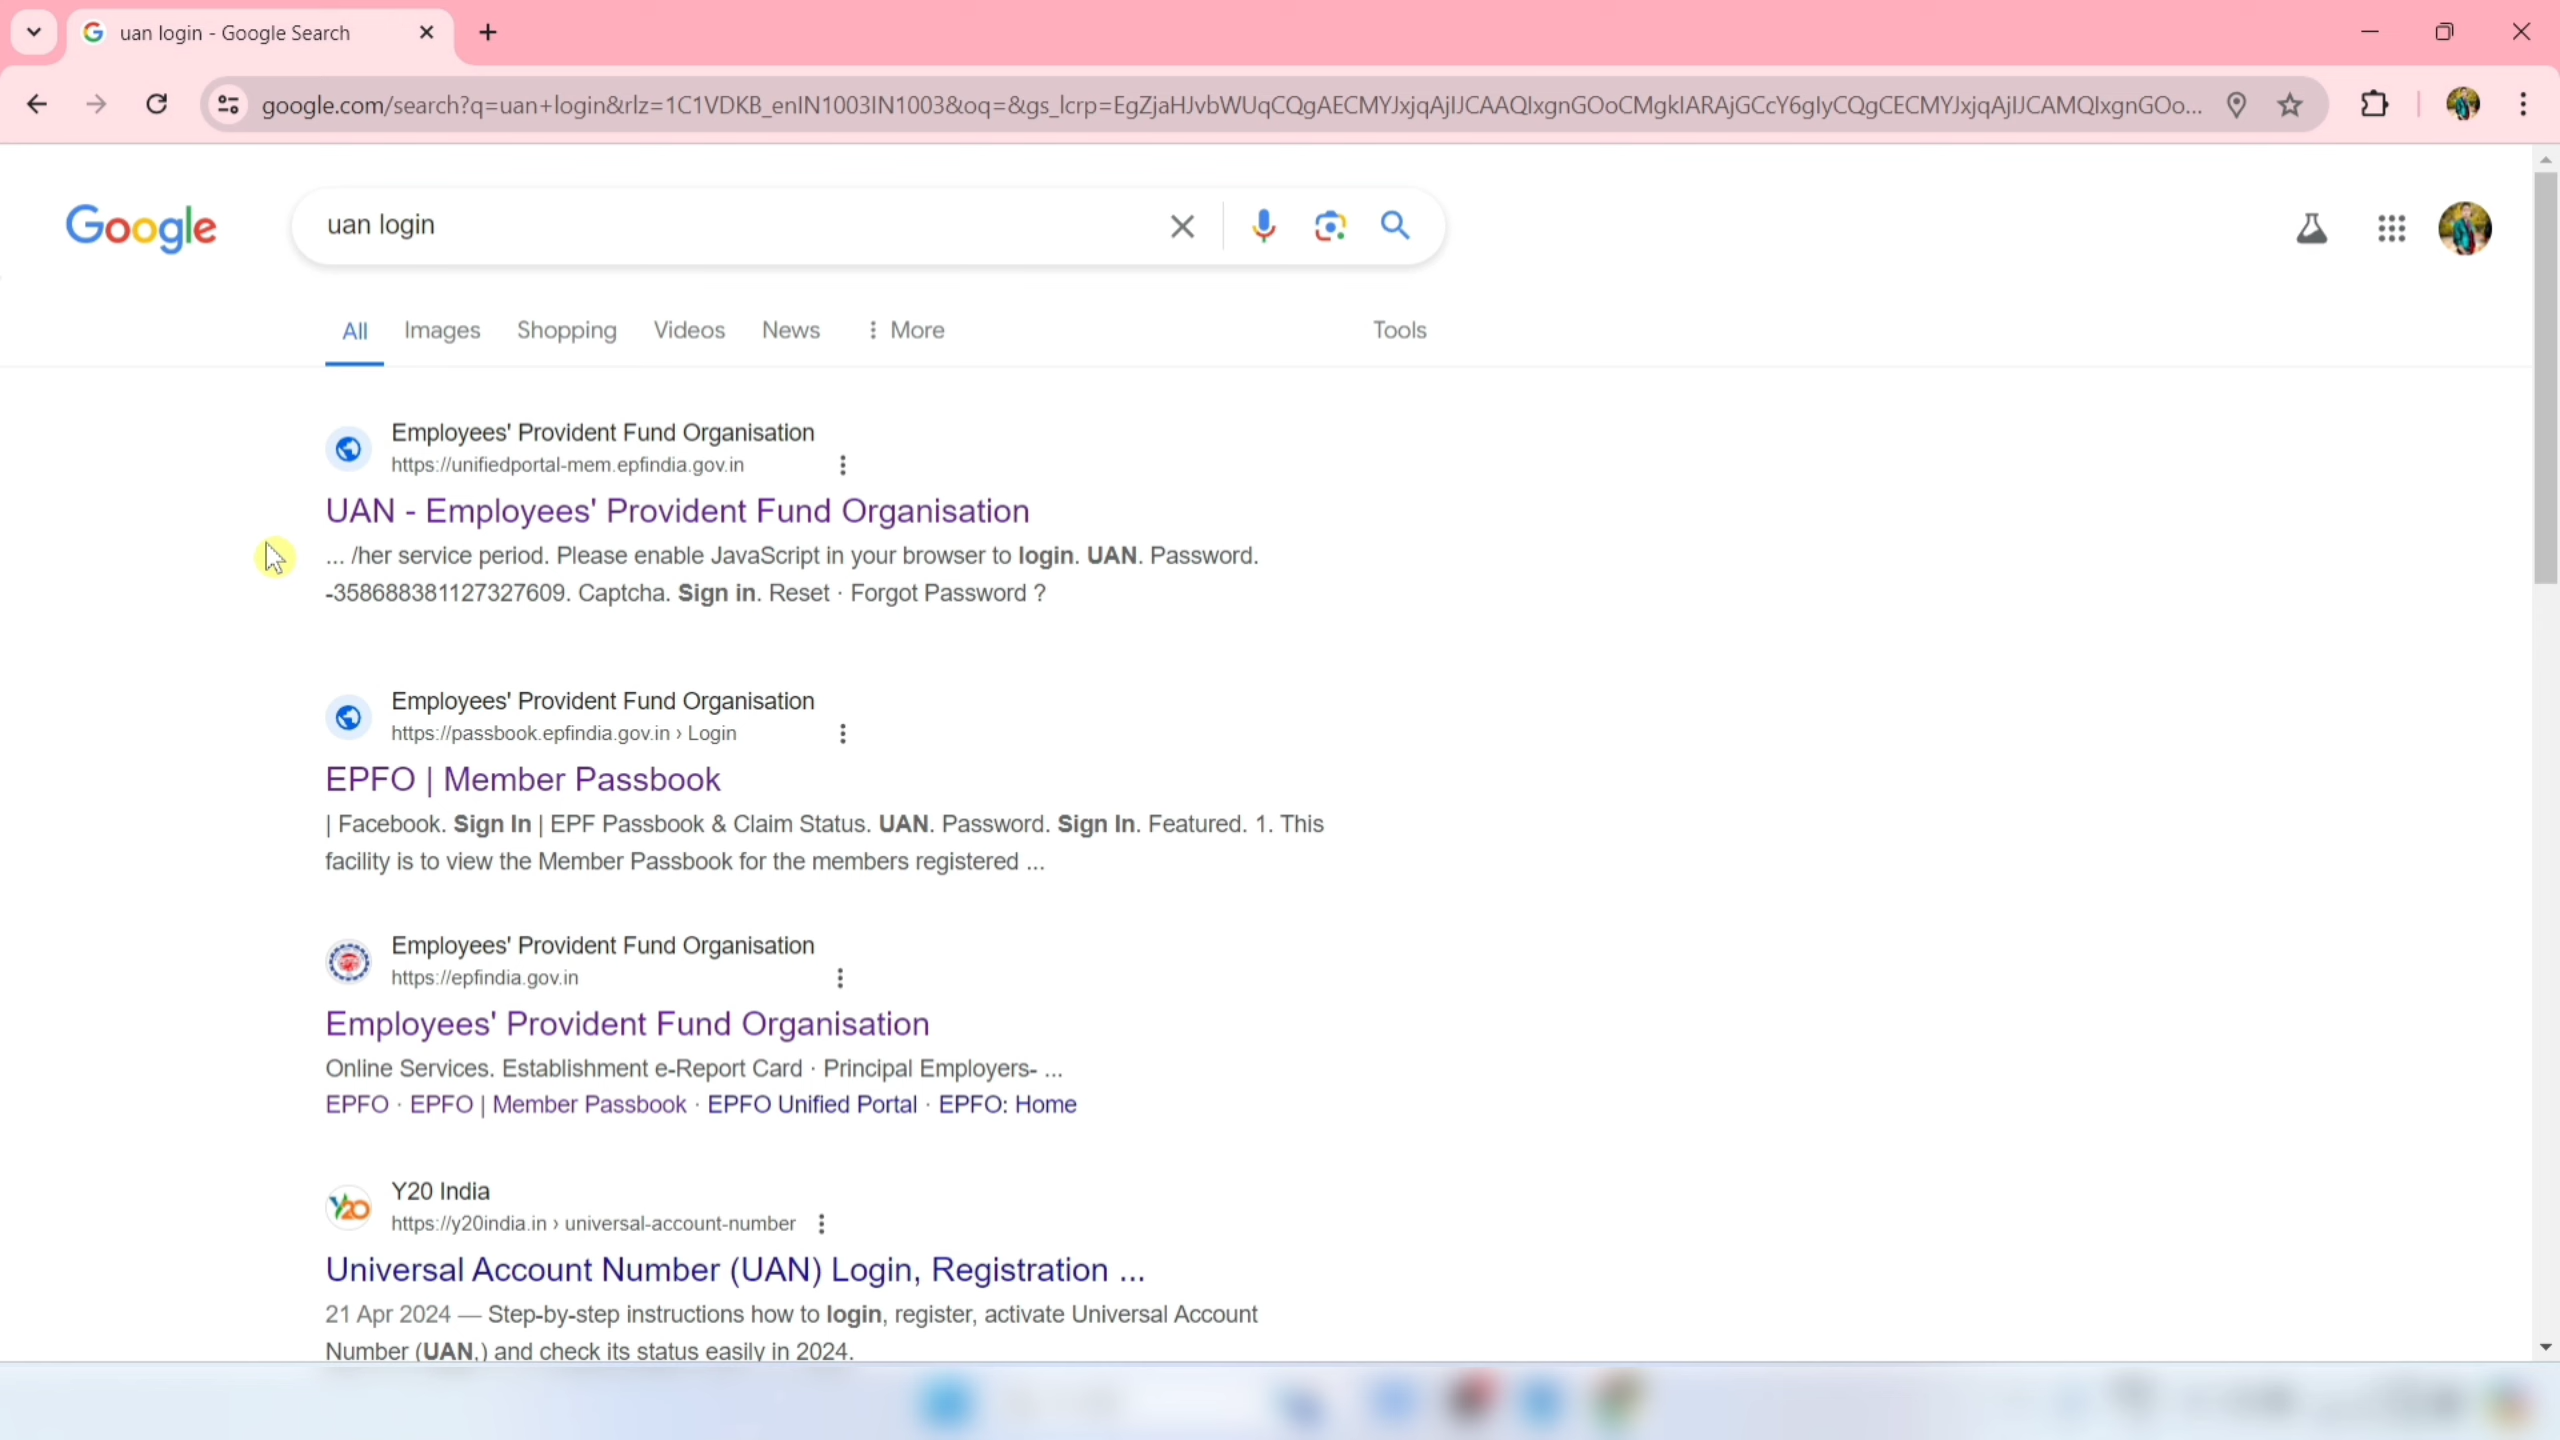 uan login - Google Search
google.com/search?q=uan+login&rlz=1C1VDKB_enIN1003IN1003&oq=&gs_lcrp=EgZjaHJvbWUqCQgAECMYJxjqAjIJCAAQIxgnGOoCMgkIARAjGCcY6gIyCQgCECMYJxjqAjIJCAMQIxgnGOo...
Google
uan login
All Images Shopping Videos News More Tools
Employees' Provident Fund Organisation
https://unifiedportal-mem.epfindia.gov.in
UAN - Employees' Provident Fund Organisation
... /her service period. Please enable JavaScript in your browser to login. UAN. Password.
-358688381127327609. Captcha. Sign in. Reset · Forgot Password ?
Employees' Provident Fund Organisation
https://passbook.epfindia.gov.in › Login
EPFO | Member Passbook
| Facebook. Sign In | EPF Passbook & Claim Status. UAN. Password. Sign In. Featured. 1. This
facility is to view the Member Passbook for the members registered ...
Employees' Provident Fund Organisation
https://epfindia.gov.in
Employees' Provident Fund Organisation
Online Services. Establishment e-Report Card · Principal Employers- ...
EPFO · EPFO | Member Passbook · EPFO Unified Portal · EPFO: Home
Y20
Y20 India
https://y20india.in › universal-account-number
Universal Account Number (UAN) Login, Registration ...
21 Apr 2024 — Step-by-step instructions how to login, register, activate Universal Account
Number (UAN,) and check its status easily in 2024.